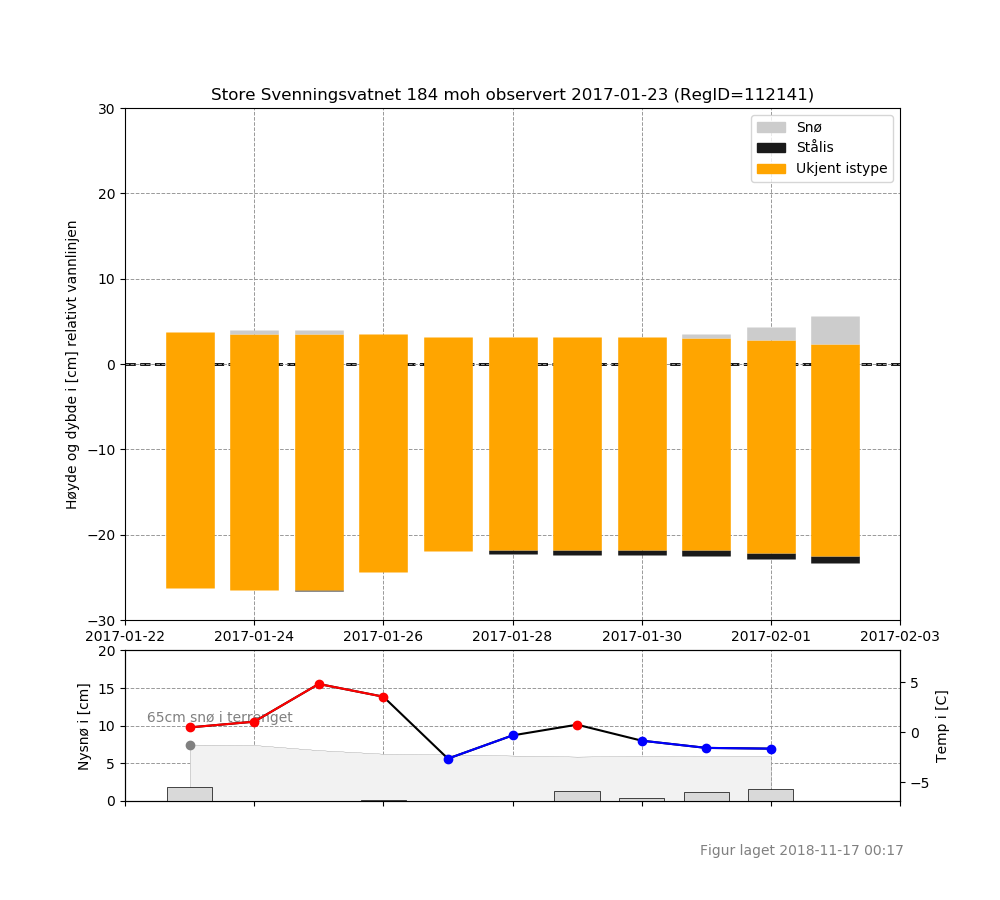 Store Svenningsvatnet 184 moh observert 2017-01-23 (RegID=112141)
Høyde og dybde i [cm] relativt vannlinjen
30
20
10
0
−10
−20
−30
Snø
Stålis
Ukjent istype
2017-01-22 2017-01-24 2017-01-26 2017-01-28 2017-01-30 2017-02-01 2017-02-03
Nysnø i [cm]
20
15
10
5
0
65cm snø i terrenget
5
0
−5
Temp i [C]
Figur laget 2018-11-17 00:17